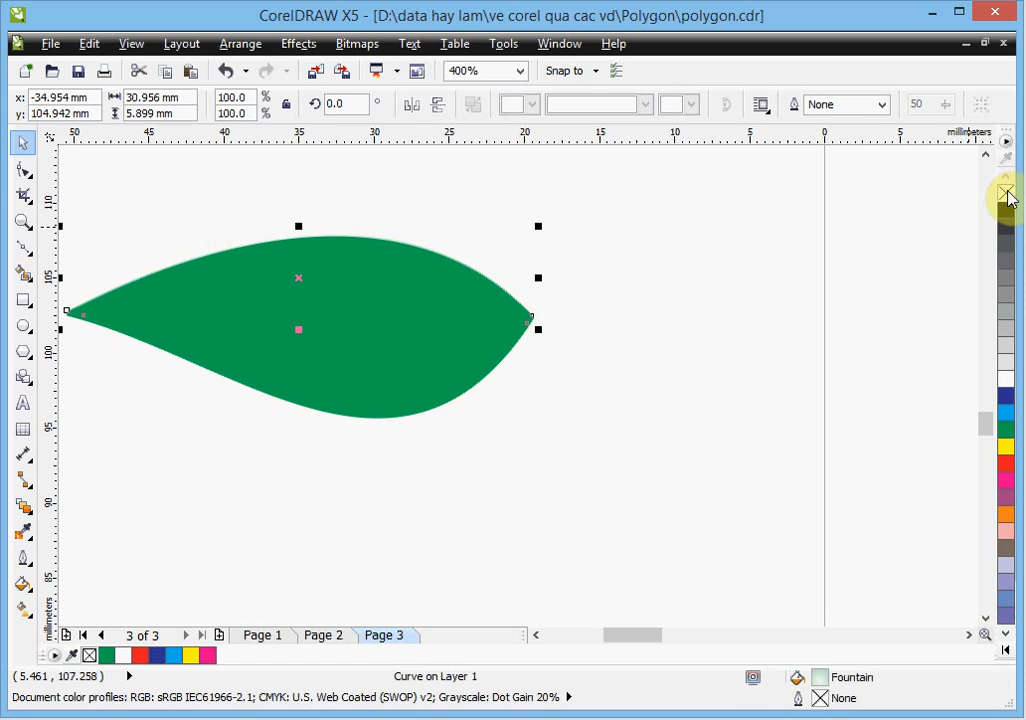 CorelDRAW X5 - [D:\data hay lam\ve corel qua cac vd\Polygon\polygon.cdr]
File Edit View Layout Arrange Effects Bitmaps Text Table Tools Window Help
400% Snap to
x: -34.954 mm 30.956 mm 100.0 % 0.0 ° None 50
y: 104.942 mm 5.899 mm 100.0 %
50 45 40 35 30 25 20 15 10 5 0 5 millimeters
110
105
100
95
90
85
millimeters
3 of 3 Page 1 Page 2 Page 3
( 5.461 , 107.258 ) Curve on Layer 1 Fountain
Document color profiles: RGB: sRGB IEC61966-2.1; CMYK: U.S. Web Coated (SWOP) v2; Grayscale: Dot Gain 20% None